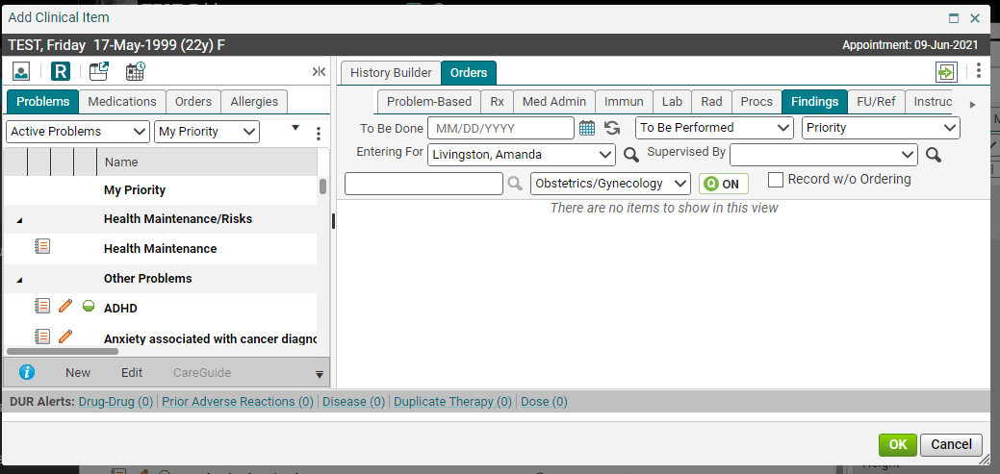 Add Clinical Item
TEST, Friday 17-May-1999 (22y) F
Appointment: 09-Jun-2021
R
Problems Medications Orders Allergies
Active Problems My Priority
Name
My Priority
Health Maintenance/Risks
Health Maintenance
Other Problems
ADHD
Anxiety associated with cancer diagno
New Edit CareGuide
History Builder Orders
Problem-Based Rx Med Admin Immun Lab Rad Procs Findings FU/Ref Instruc
To Be Done MM/DD/YYYY To Be Performed Priority
Entering For Livingston, Amanda Supervised By
Obstetrics/Gynecology Q ON Record w/o Ordering
There are no items to show in this view
DUR Alerts: Drug-Drug (0) Prior Adverse Reactions (0) Disease (0) Duplicate Therapy (0) Dose (0)
OK Cancel